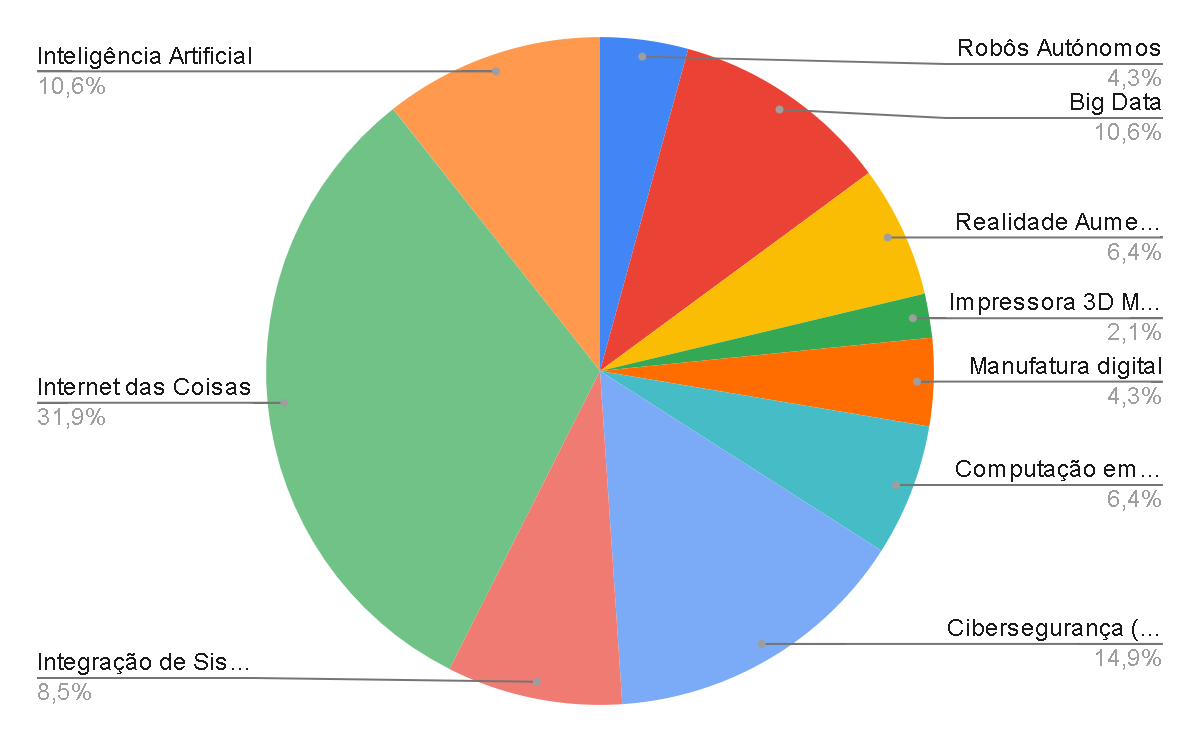 Inteligência Artificial
10,6%
Robôs Autónomos
4,3%
Big Data
10,6%
Realidade Aume...
6,4%
Impressora 3D M...
2,1%
Manufatura digital
4,3%
Internet das Coisas
31,9%
Computação em...
6,4%
Cibersegurança (...
14,9%
Integração de Sis...
8,5%